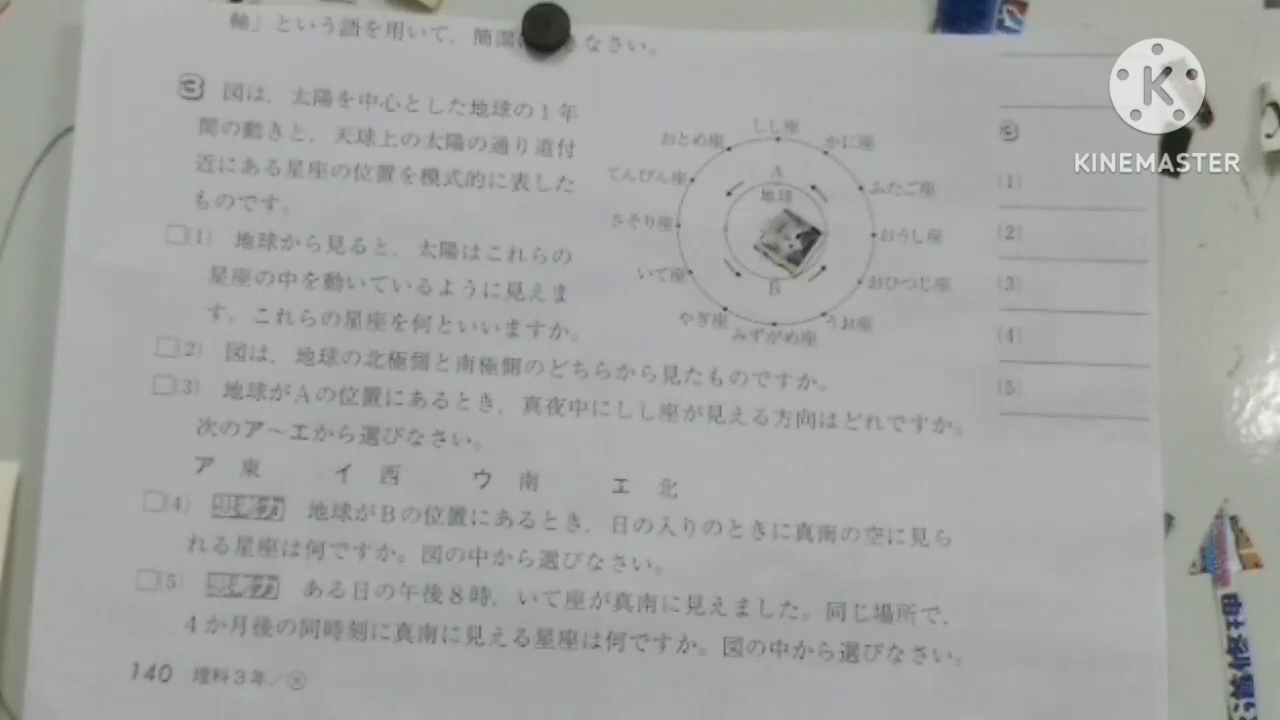 軸」という語を用いて、簡潔 なさい。
3 図は、太陽を中心とした地球の1年
間の動きと、天球上の太陽の通り道付
近にある星座の位置を模式的に表した
ものです。
□(1) 地球から見ると、太陽はこれらの
星座の中を動いているように見えま
す。これらの星座を何といいますか。
□(2) 図は、地球の北極側と南極側のどちらから見たものですか。
□(3) 地球がAの位置にあるとき、真夜中にしし座が見える方向はどれですか。
次のア~エから選びなさい。
ア 東 イ 西 ウ 南 エ 北
□(4) 思考力 地球がBの位置にあるとき、日の入りのときに真南の空に見ら
れる星座は何ですか。図の中から選びなさい。
□(5) 思考力 ある日の午後8時、いて座が真南に見えました。同じ場所で、
4か月後の同時刻に真南に見える星座は何ですか。図の中から選びなさい。
140 理科3年/
しし座
おとめ座
かに座
てんびん座
ふたご座
さそり座
おうし座
いて座
おひつじ座
やぎ座
うお座
みずがめ座
A
地球
B
3
(1)
(2)
(3)
(4)
(5)
K
KINEMASTER